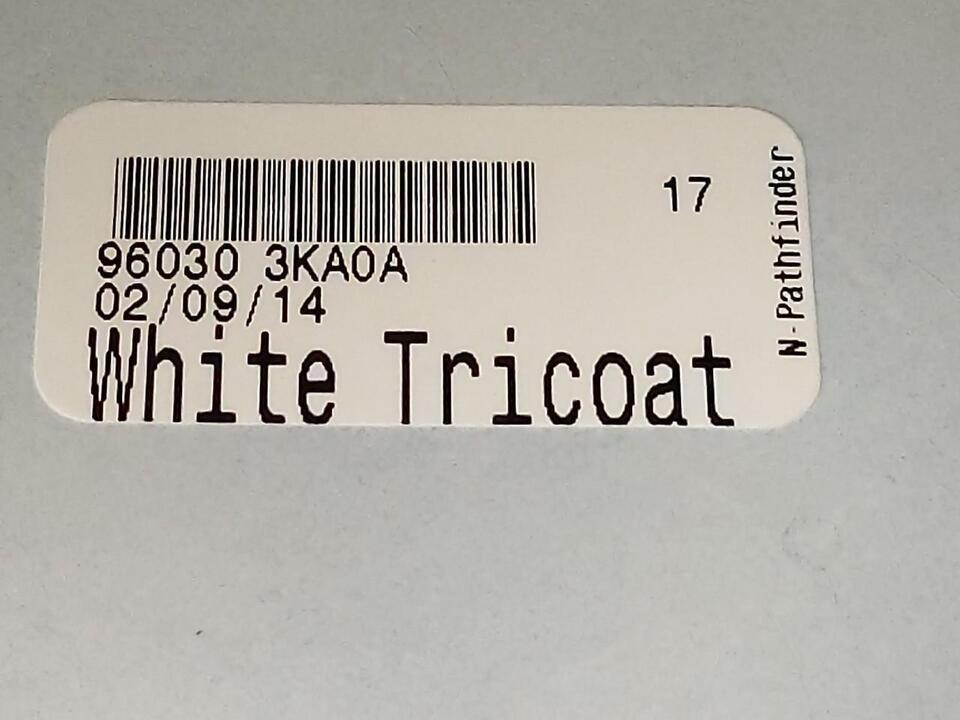 17
96030 3KA0A
02/09/14
White Tricoat
N-Pathfinder